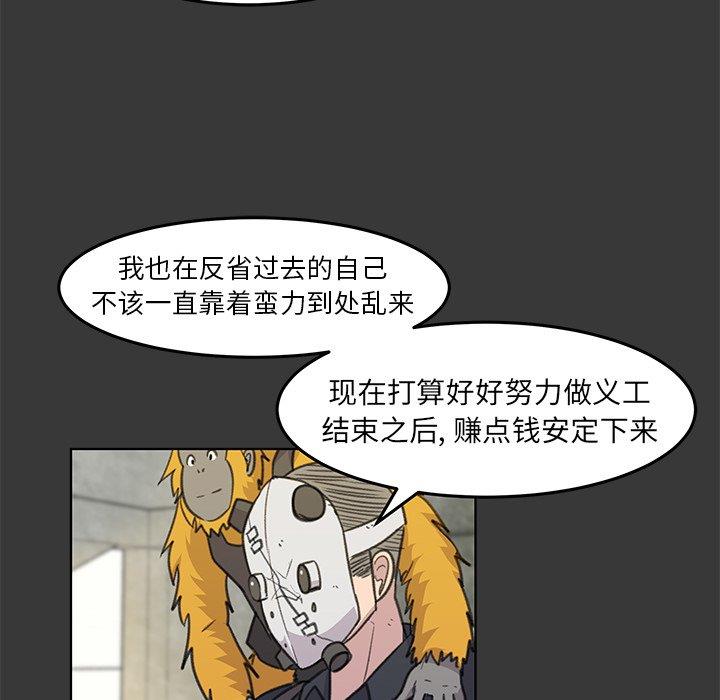 我也在反省过去的自己
不该一直靠着蛮力到处乱来
现在打算好好努力做义工
结束之后, 赚点钱安定下来